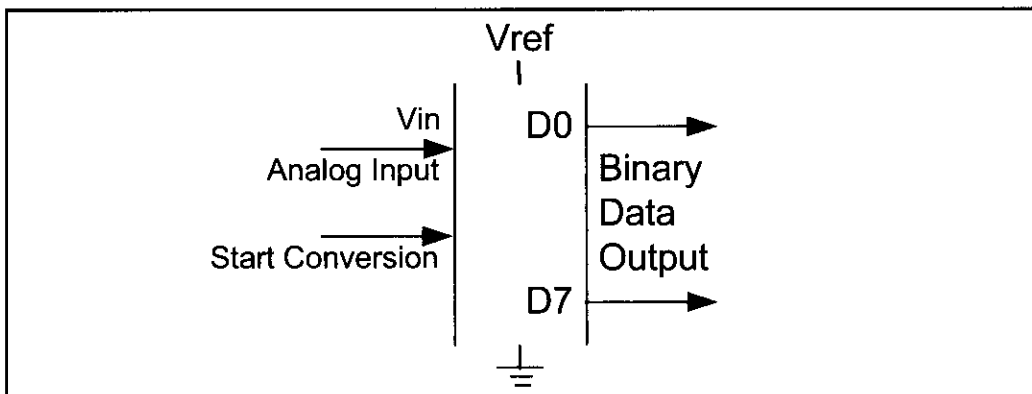 Vref
Vin
Analog Input
Start Conversion
D0
Binary
Data
Output
D7